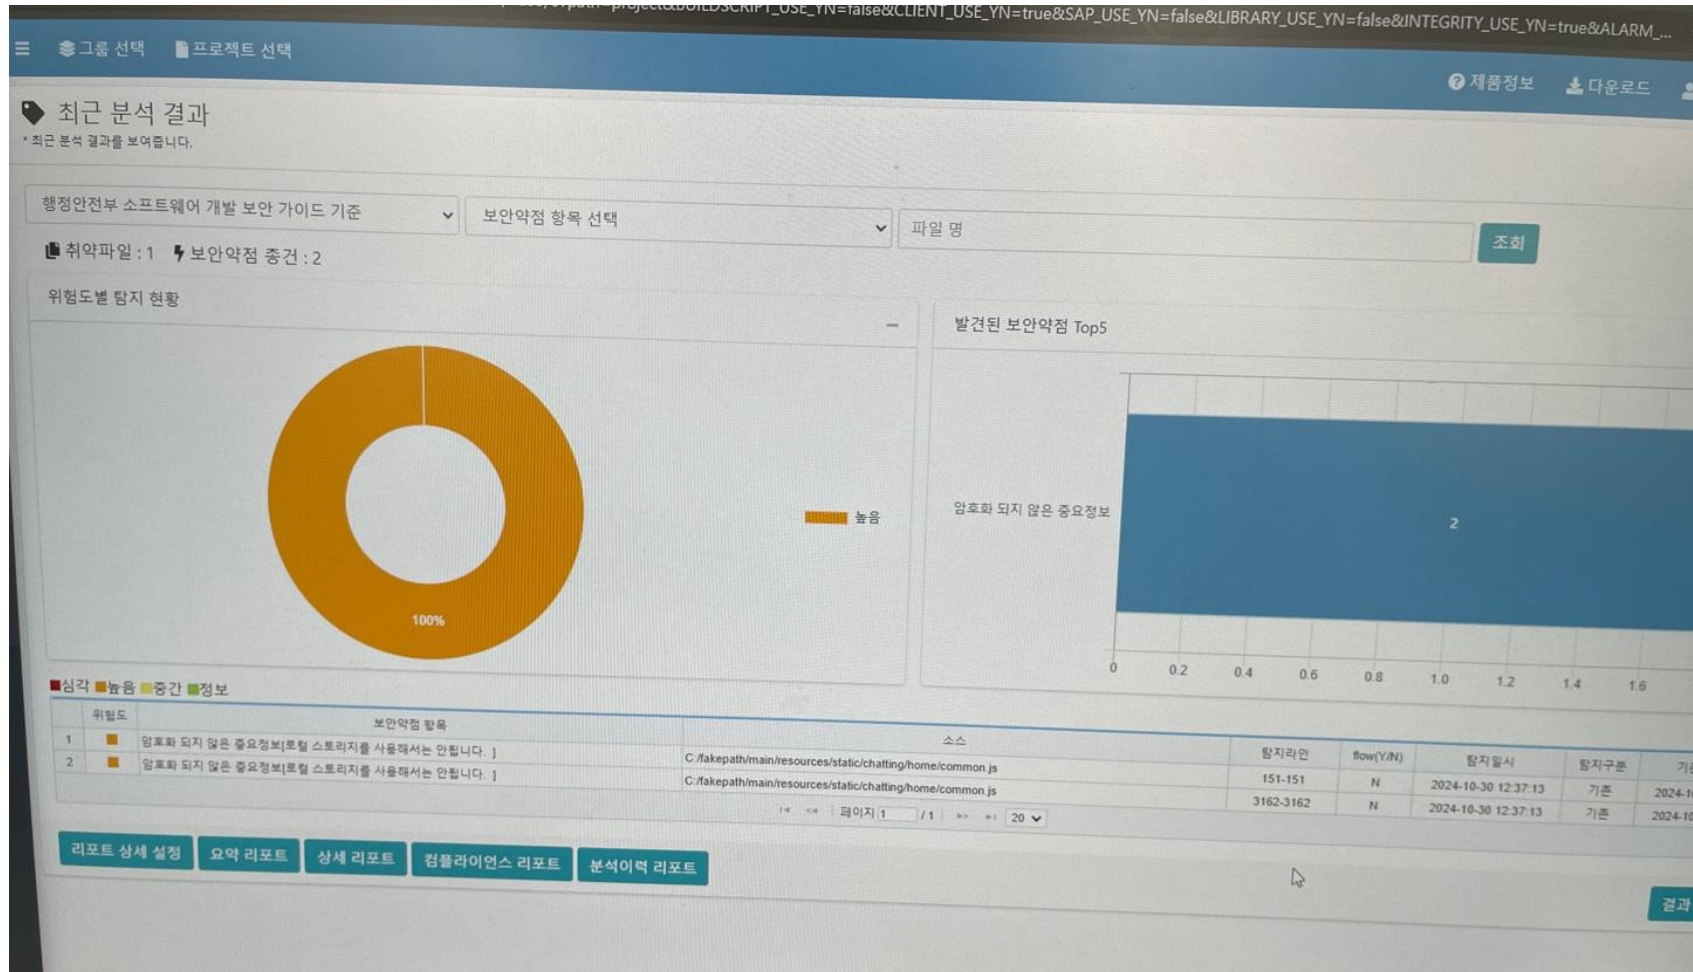 BUILDSCRIPT_USE_YN=false&CLIENT_USE_YN=true&SAP_USE_YN=false&LIBRARY_USE_YN=false&INTEGRITY_USE_YN=true&ALARM_...
그룹 선택 프로젝트 선택 제품정보 다운로드
최근 분석 결과
* 최근 분석 결과를 보여줍니다.
행정안전부 소프트웨어 개발 보안 가이드 기준 보안약점 항목 선택 파일 명 조회
취약파일 : 1 보안약점 총건 : 2
위험도별 탐지 현황
높음
100%
발견된 보안약점 Top5
암호화 되지 않은 중요정보 2
0 0.2 0.4 0.6 0.8 1.0 1.2 1.4 1.6
심각 높음 중간 정보
위험도 보안약점 항목 소스 탐지라인 flow(Y/N) 탐지일시 탐지구분
1 암호화 되지 않은 중요정보[로컬 스토리지를 사용해서는 안됩니다. ] C:/fakepath/main/resources/static/chatting/home/common.js 151-151 N 2024-10-30 12:37:13 기존 2024-10
2 암호화 되지 않은 중요정보[로컬 스토리지를 사용해서는 안됩니다. ] C:/fakepath/main/resources/static/chatting/home/common.js 3162-3162 N 2024-10-30 12:37:13 기존 2024-10
페이지 1 / 1 20
리포트 상세 설정 요약 리포트 상세 리포트 컴플라이언스 리포트 분석이력 리포트
결과